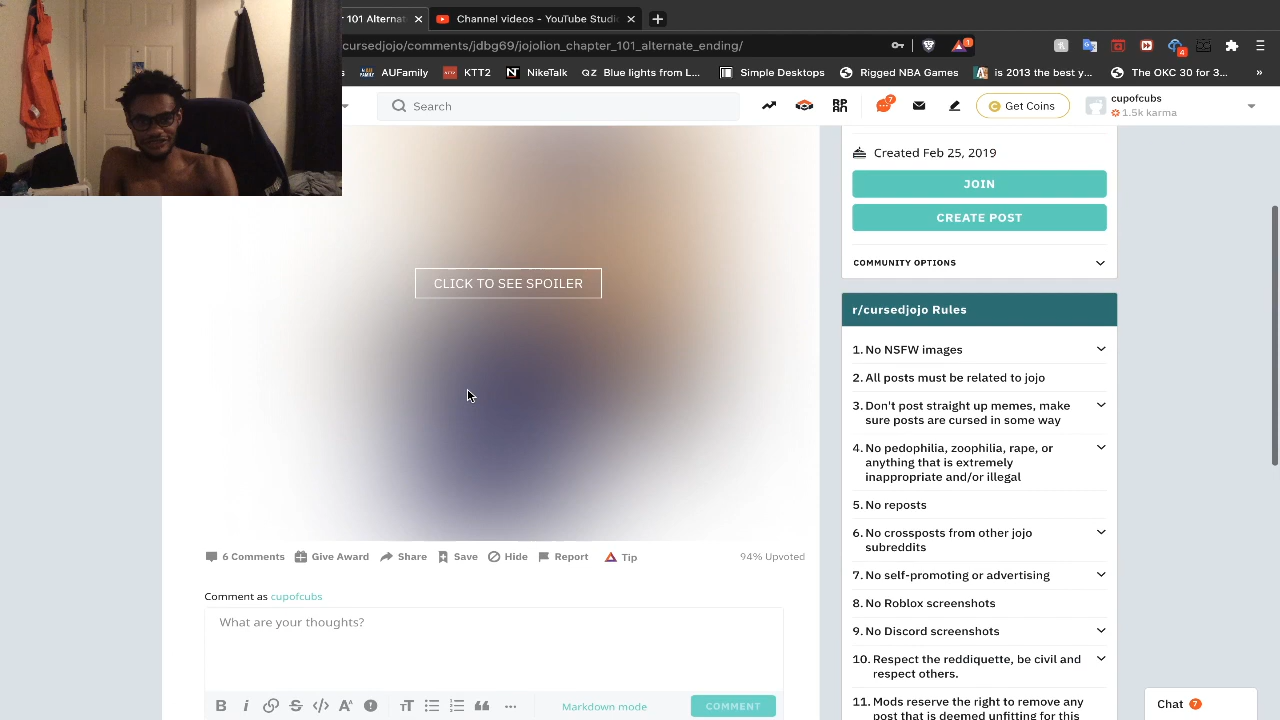 r 101 Alternat
Channel videos - YouTube Studi
cursedjojo/comments/jdbg69/jojolion_chapter_101_alternate_ending/
1
4
AUFamily
KTT2
NikeTalk
QZ Blue lights from L...
Simple Desktops
Rigged NBA Games
is 2013 the best y...
The OKC 30 for 3...
Search
7
Get Coins
cupofcubs
1.5k karma
Created Feb 25, 2019
JOIN
CREATE POST
COMMUNITY OPTIONS
CLICK TO SEE SPOILER
r/cursedjojo Rules
1. No NSFW images
2. All posts must be related to jojo
3. Don't post straight up memes, make
sure posts are cursed in some way
4. No pedophilia, zoophilia, rape, or
anything that is extremely
inappropriate and/or illegal
5. No reposts
6. No crossposts from other jojo
subreddits
7. No self-promoting or advertising
8. No Roblox screenshots
9. No Discord screenshots
10. Respect the reddiquette, be civil and
respect others.
11. Mods reserve the right to remove any
post that is deemed unfitting for this
6 Comments
Give Award
Share
Save
Hide
Report
Tip
94% Upvoted
Comment as cupofcubs
What are your thoughts?
Markdown mode
COMMENT
Chat 7